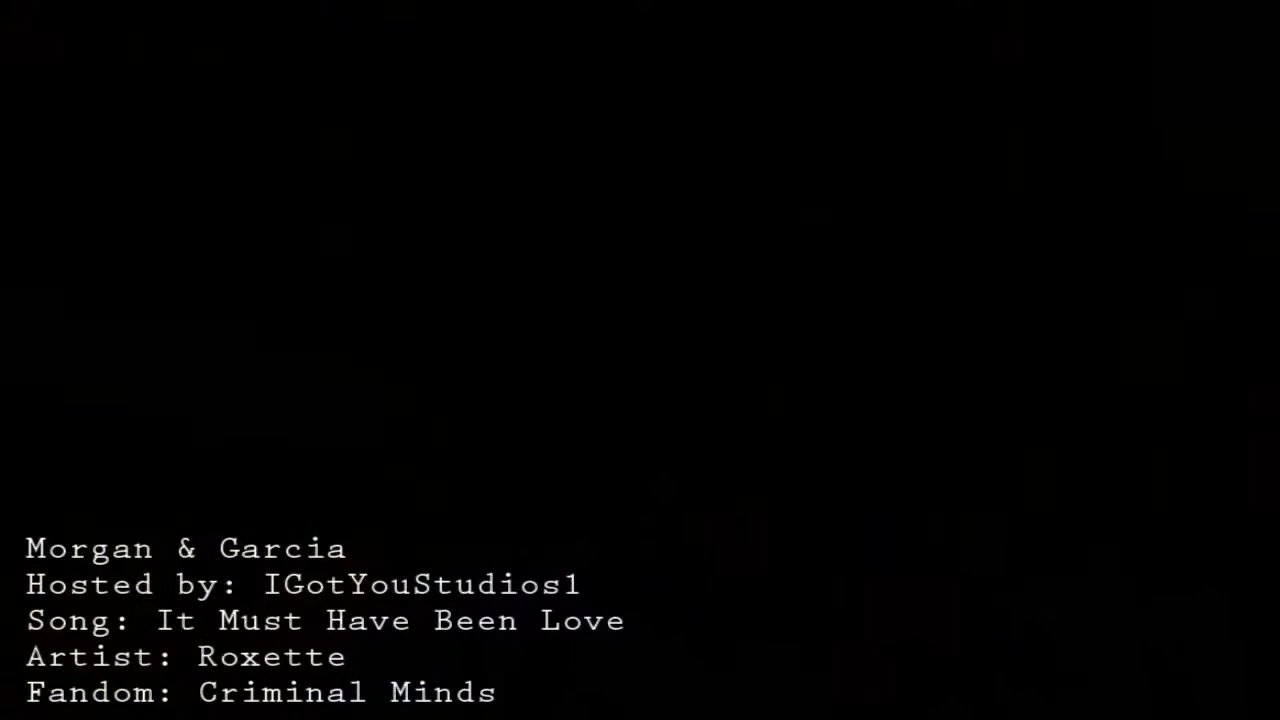 Morgan & Garcia
Hosted by: IGotYouStudios1
Song: It Must Have Been Love
Artist: Roxette
Fandom: Criminal Minds